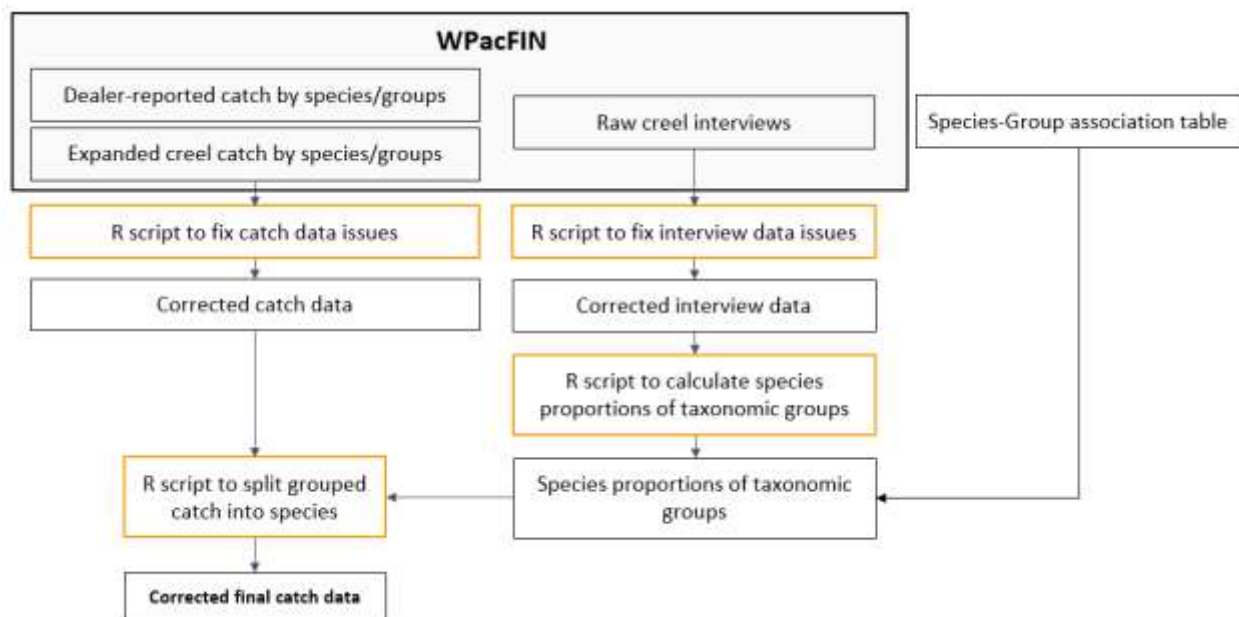 WPacFIN
Dealer-reported catch by species/groups
Expanded creel catch by species/groups
Raw creel interviews
Species-Group association table
R script to fix catch data issues
R script to fix interview data issues
Corrected catch data
Corrected interview data
R script to calculate species
proportions of taxonomic groups
R script to split grouped
catch into species
Species proportions of taxonomic
groups
Corrected final catch data